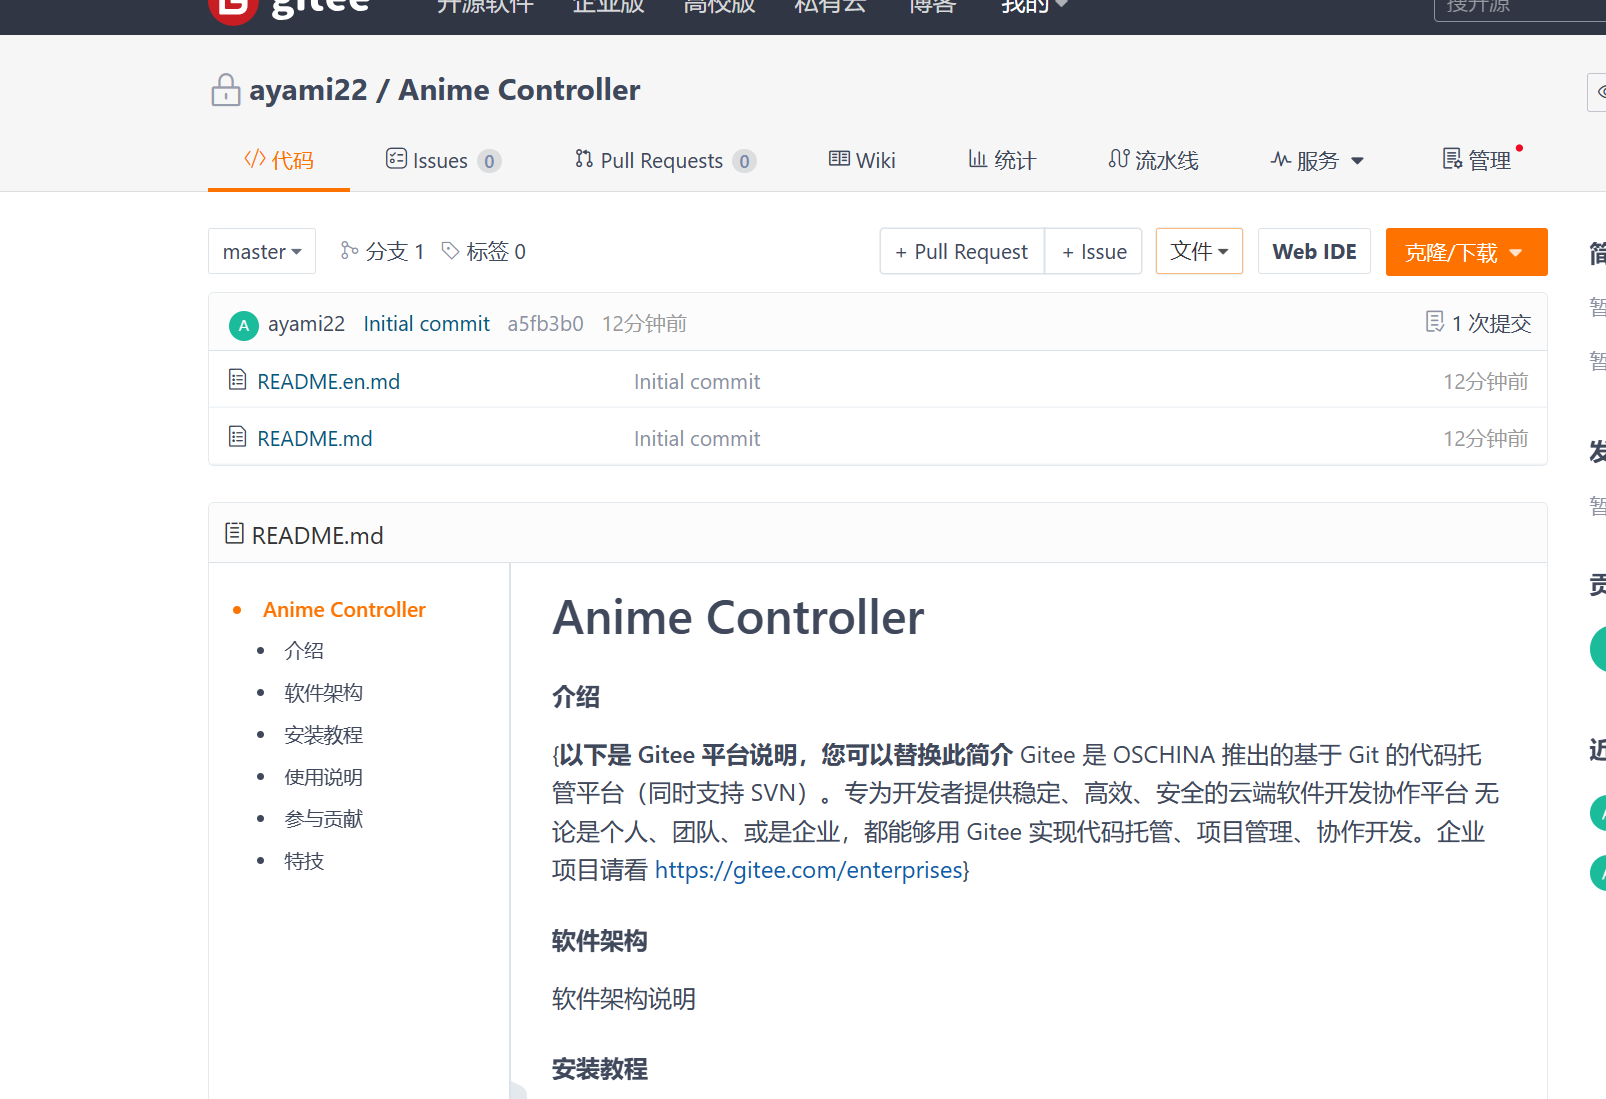 gitee 开源软件 企业版 高校版 私有云 博客 我的 搜开源
ayami22 / Anime Controller
代码 Issues 0 Pull Requests 0 Wiki 统计 流水线 服务 管理
master 分支 1 标签 0 + Pull Request + Issue 文件 Web IDE 克隆/下载
简
暂
A ayami22 Initial commit a5fb3b0 12分钟前 1 次提交
暂
README.en.md Initial commit 12分钟前
README.md Initial commit 12分钟前
发
暂
README.md
贡
Anime Controller
介绍
软件架构
安装教程
使用说明
参与贡献
特技
Anime Controller
介绍
{以下是 Gitee 平台说明，您可以替换此简介 Gitee 是 OSCHINA 推出的基于 Git 的代码托
管平台（同时支持 SVN）。专为开发者提供稳定、高效、安全的云端软件开发协作平台 无
论是个人、团队、或是企业，都能够用 Gitee 实现代码托管、项目管理、协作开发。企业
项目请看 https://gitee.com/enterprises}
软件架构
软件架构说明
安装教程
近